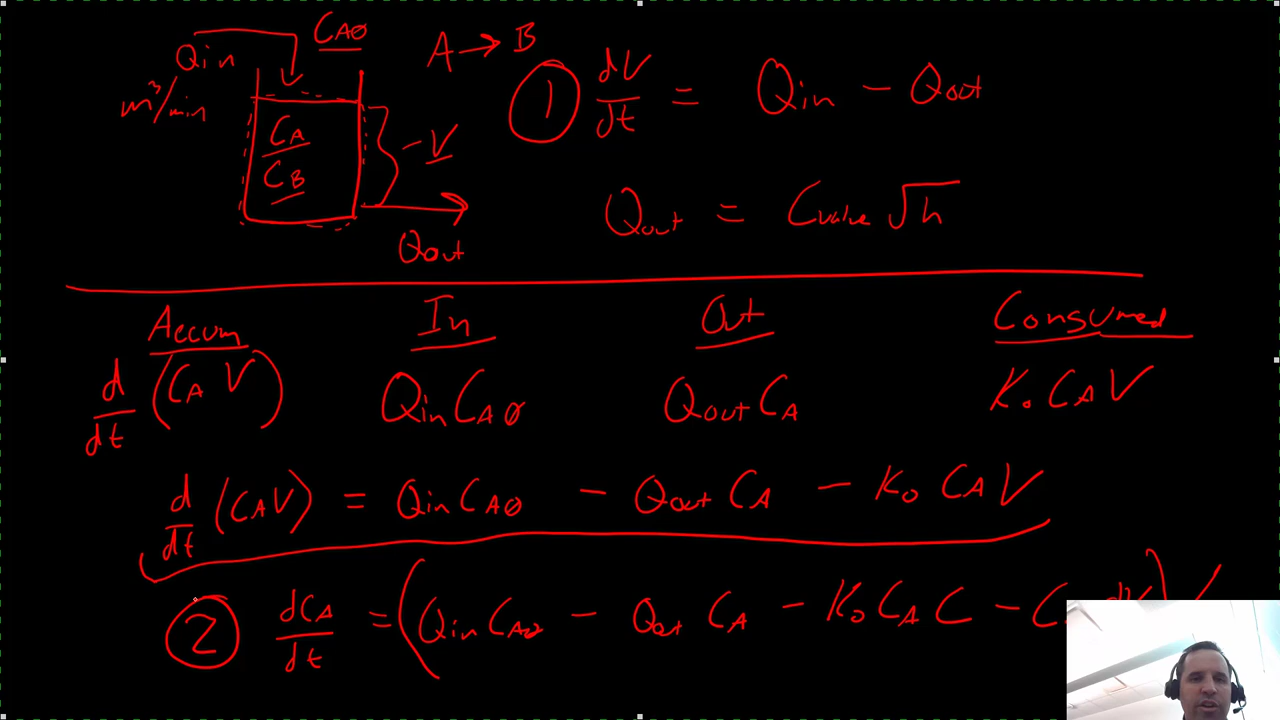 Qin
m³/min
CA0
A → B
CA
CB
V
Qout
① dV/dt = Qin − Qout
Qout = Cvalue √h
Accum In Out Consumed
d/dt (CA V) Qin CA0 Qout CA K0 CA V
d/dt (CA V) = Qin CA0 − Qout CA − K0 CA V
② dCA/dt = (Qin CA0 − Qout CA − K0 CA C −